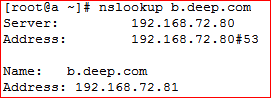 [root@a ~]# nslookup b.deep.com
Server: 192.168.72.80
Address: 192.168.72.80#53
Name: b.deep.com
Address: 192.168.72.81